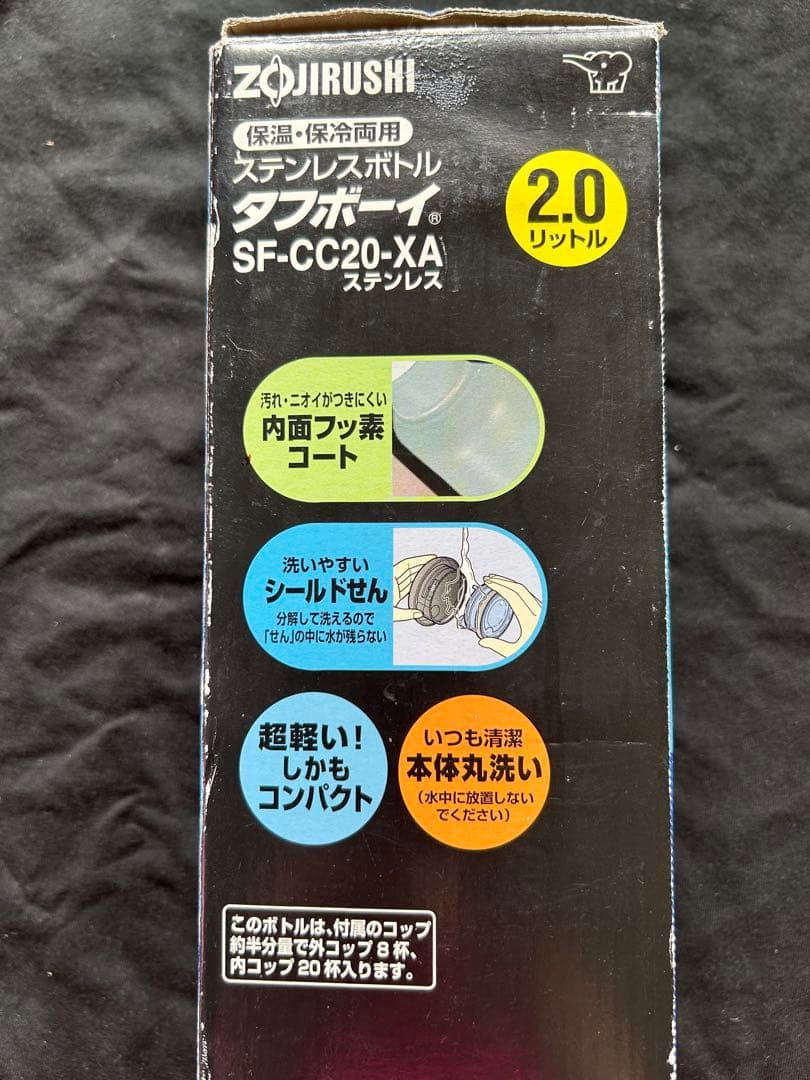 ZOJIRUSHI
保温・保冷両用
ステンレスボトル
タフボーイ®
SF-CC20-XA
ステンレス
2.0
リットル
汚れ・ニオイがつきにくい
内面フッ素
コート
洗いやすい
シールドせん
分解して洗えるので
「せん」の中に水が残らない
超軽い！
しかも
コンパクト
いつも清潔
本体丸洗い
（水中に放置しない
でください）
このボトルは、付属のコップ
約半分量で外コップ8杯、
内コップ20杯入ります。